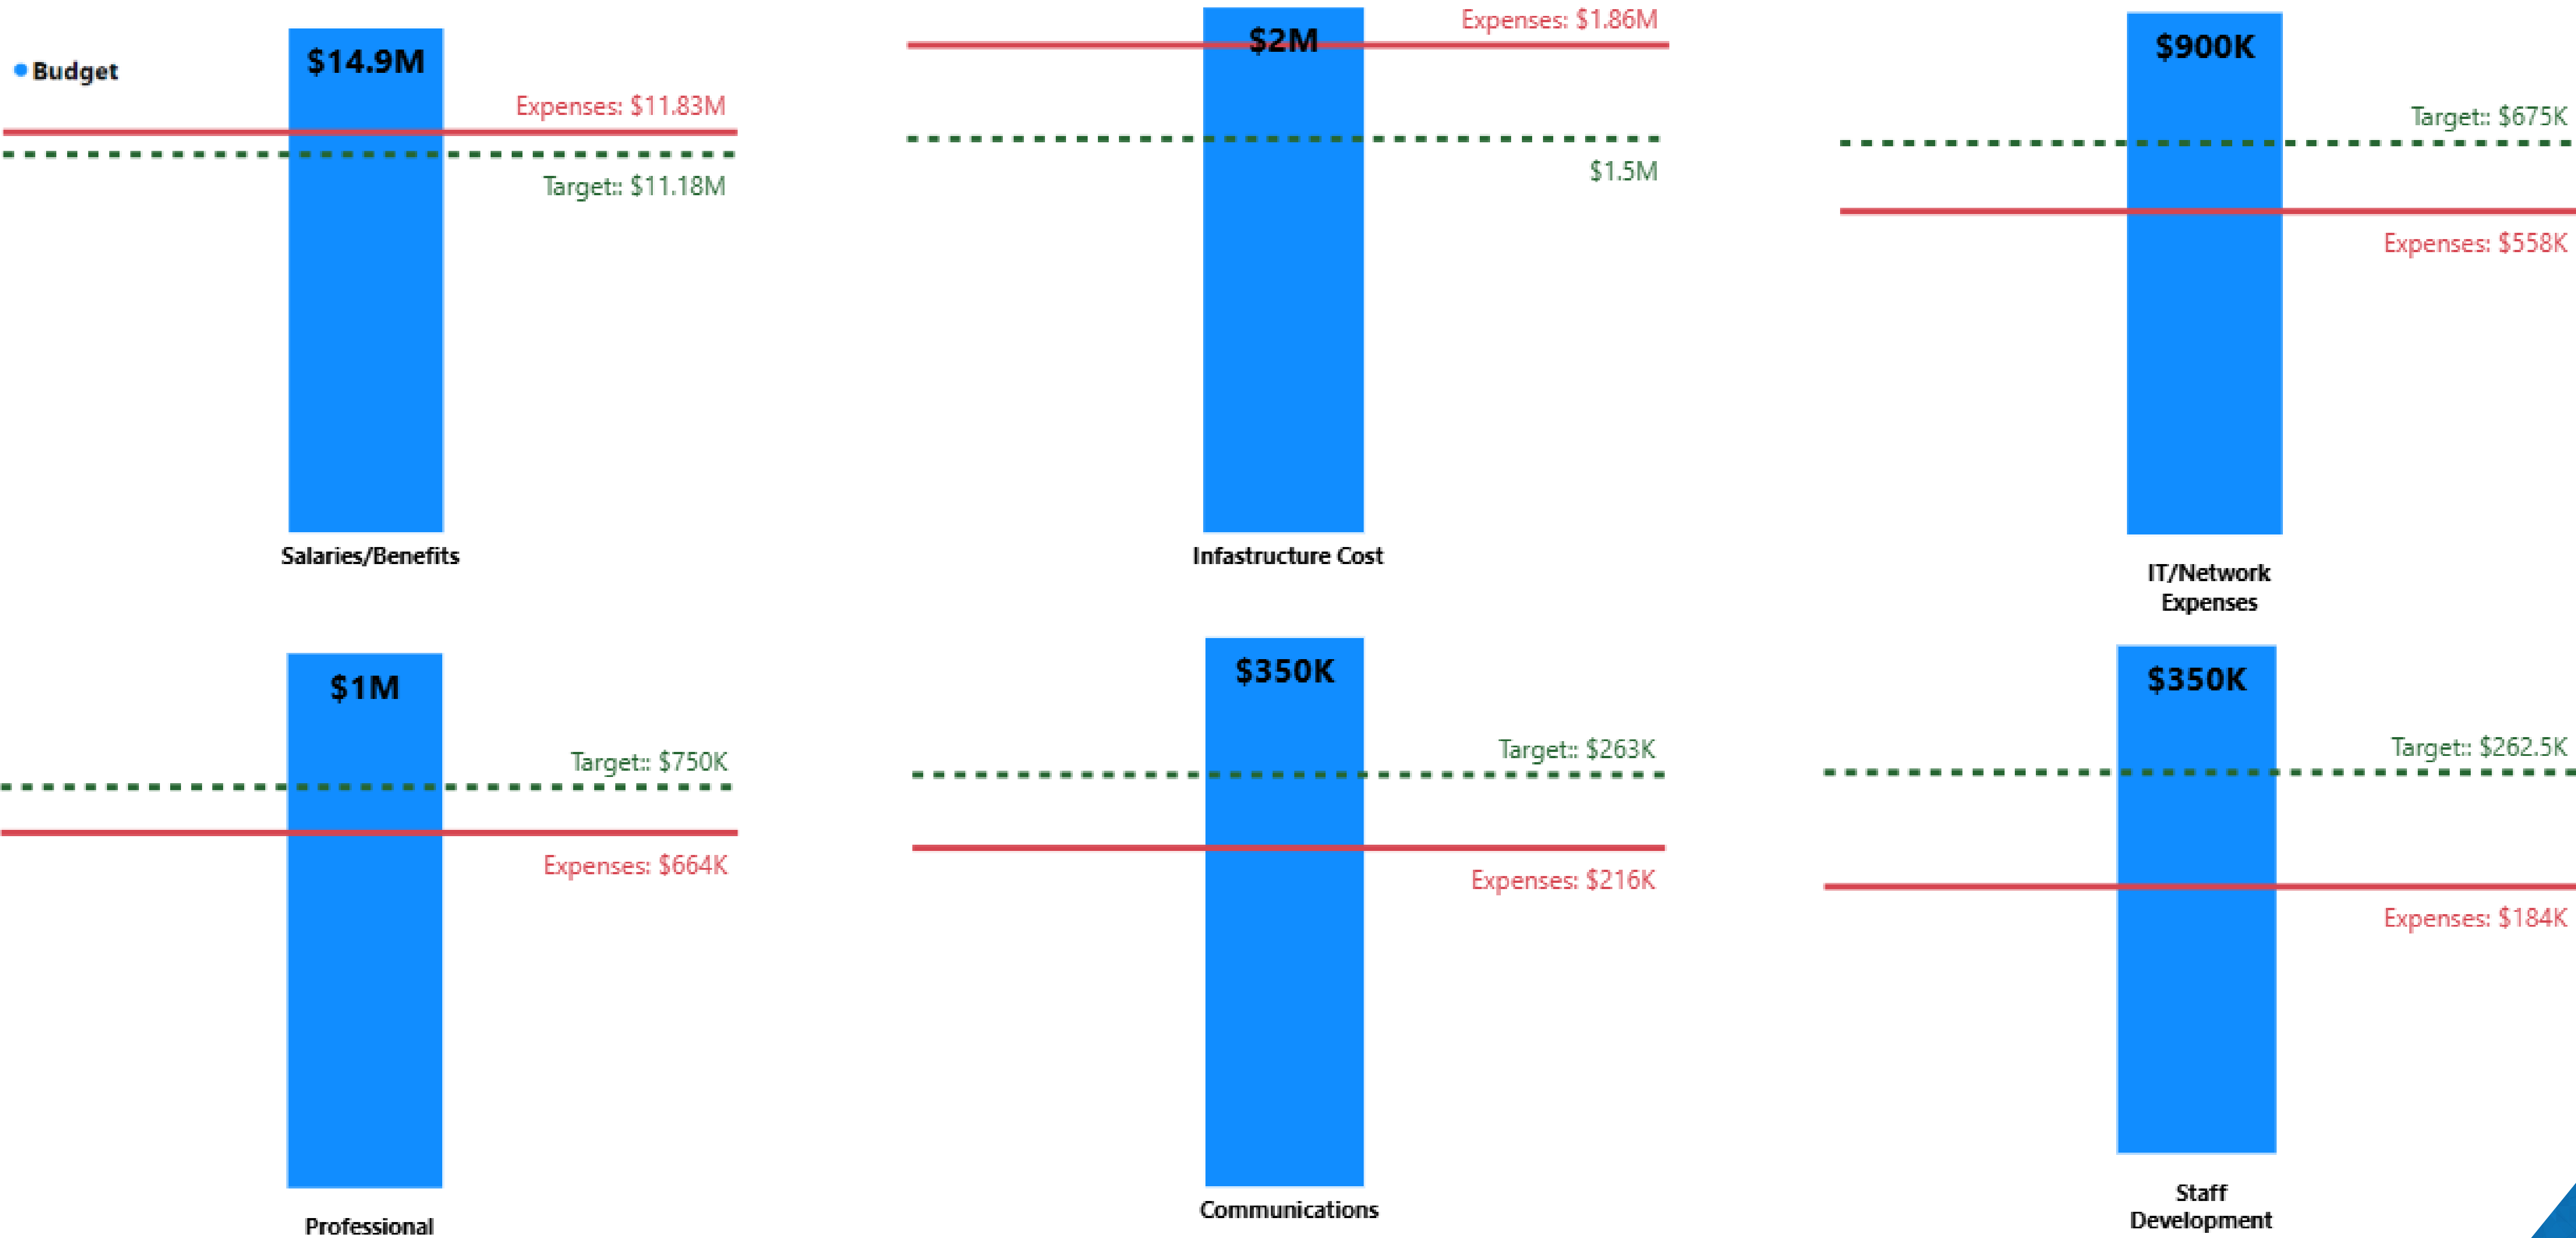 Budget
$14.9M
Expenses: $11.83M
Target:: $11.18M
Salaries/Benefits
Expenses: $1.86M
$2M
$1.5M
Infastructure Cost
$900K
Target:: $675K
Expenses: $558K
IT/Network
Expenses
$1M
Target:: $750K
Expenses: $664K
Professional
$350K
Target:: $263K
Expenses: $216K
Communications
$350K
Target:: $262.5K
Expenses: $184K
Staff
Development